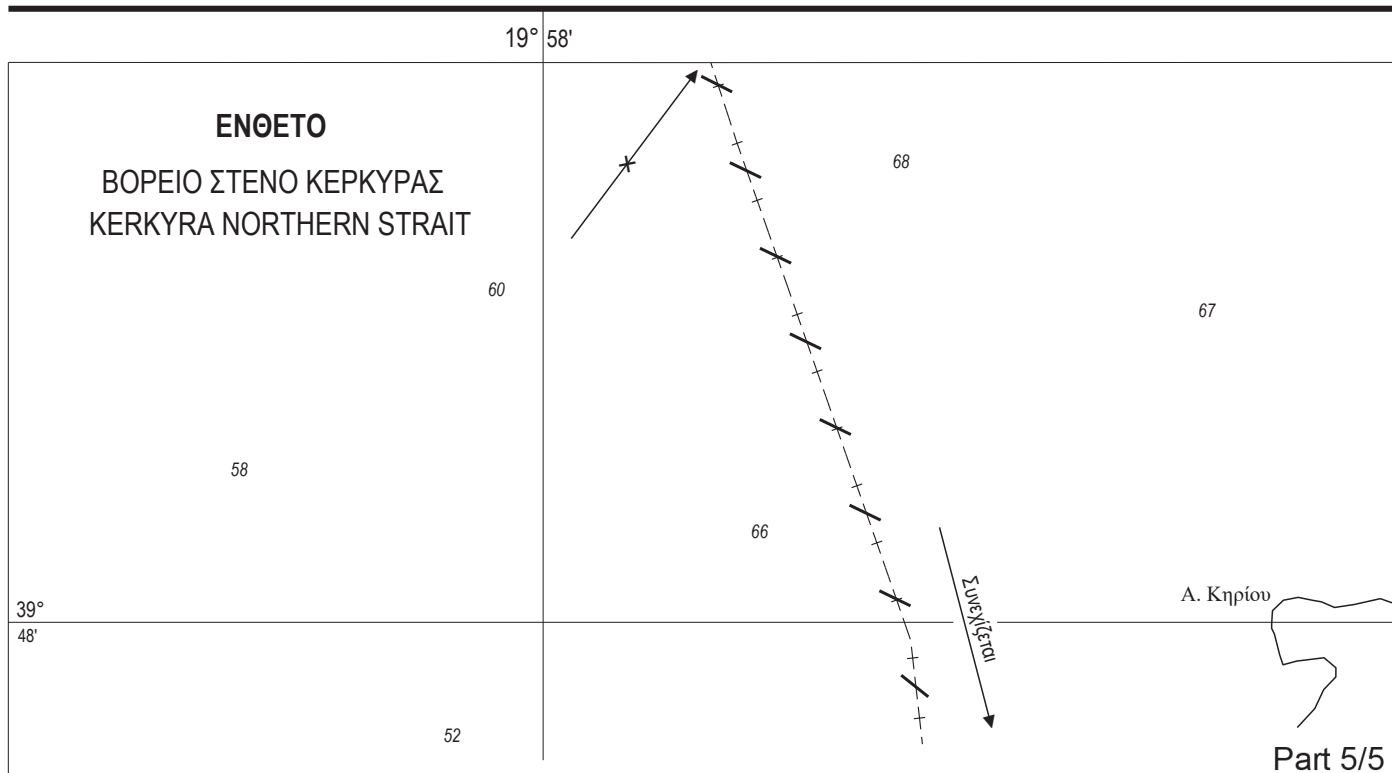 19° 58'
ΕΝΘΕΤΟ
ΒΟΡΕΙΟ ΣΤΕΝΟ ΚΕΡΚΥΡΑΣ
KERKYRA NORTHERN STRAIT
68
60
67
58
66
Συνεχίζεται
Α. Κηρίου
39°
48'
52
Part 5/5